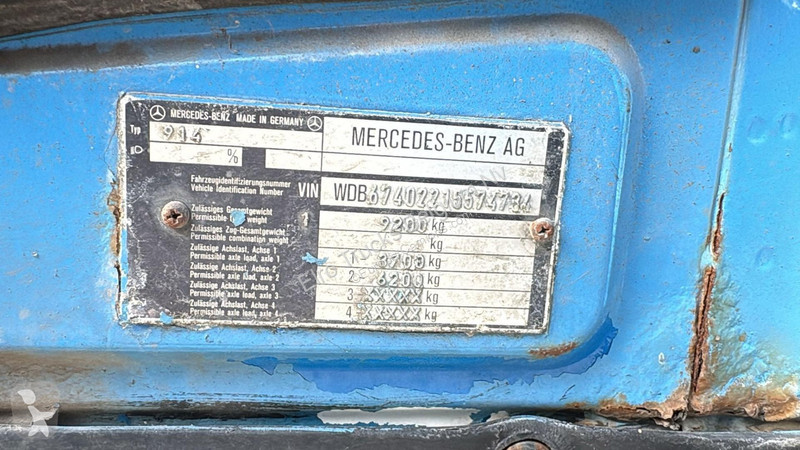 MERCEDES-BENZ MADE IN GERMANY
Typ 914
%
MERCEDES-BENZ AG
Fahrzeugidentifizierungsnummer
Vehicle Identification Number
VIN WDB67402215574734
Zulässiges Gesamtgewicht
Permissible weight
9200 kg
Zulässiges Zug-Gesamtgewicht
Permissible combination weight
kg
Zulässige Achslast, Achse 1
Permissible axle load, axle 1
kg
Zulässige Achslast, Achse 2
Permissible axle load, axle 2
2 6200 kg
Zulässige Achslast, Achse 3
Permissible axle load, axle 3
3 XXXXX kg
Zulässige Achslast, Achse 4
Permissible axle load, axle 4
4 XXXXX kg